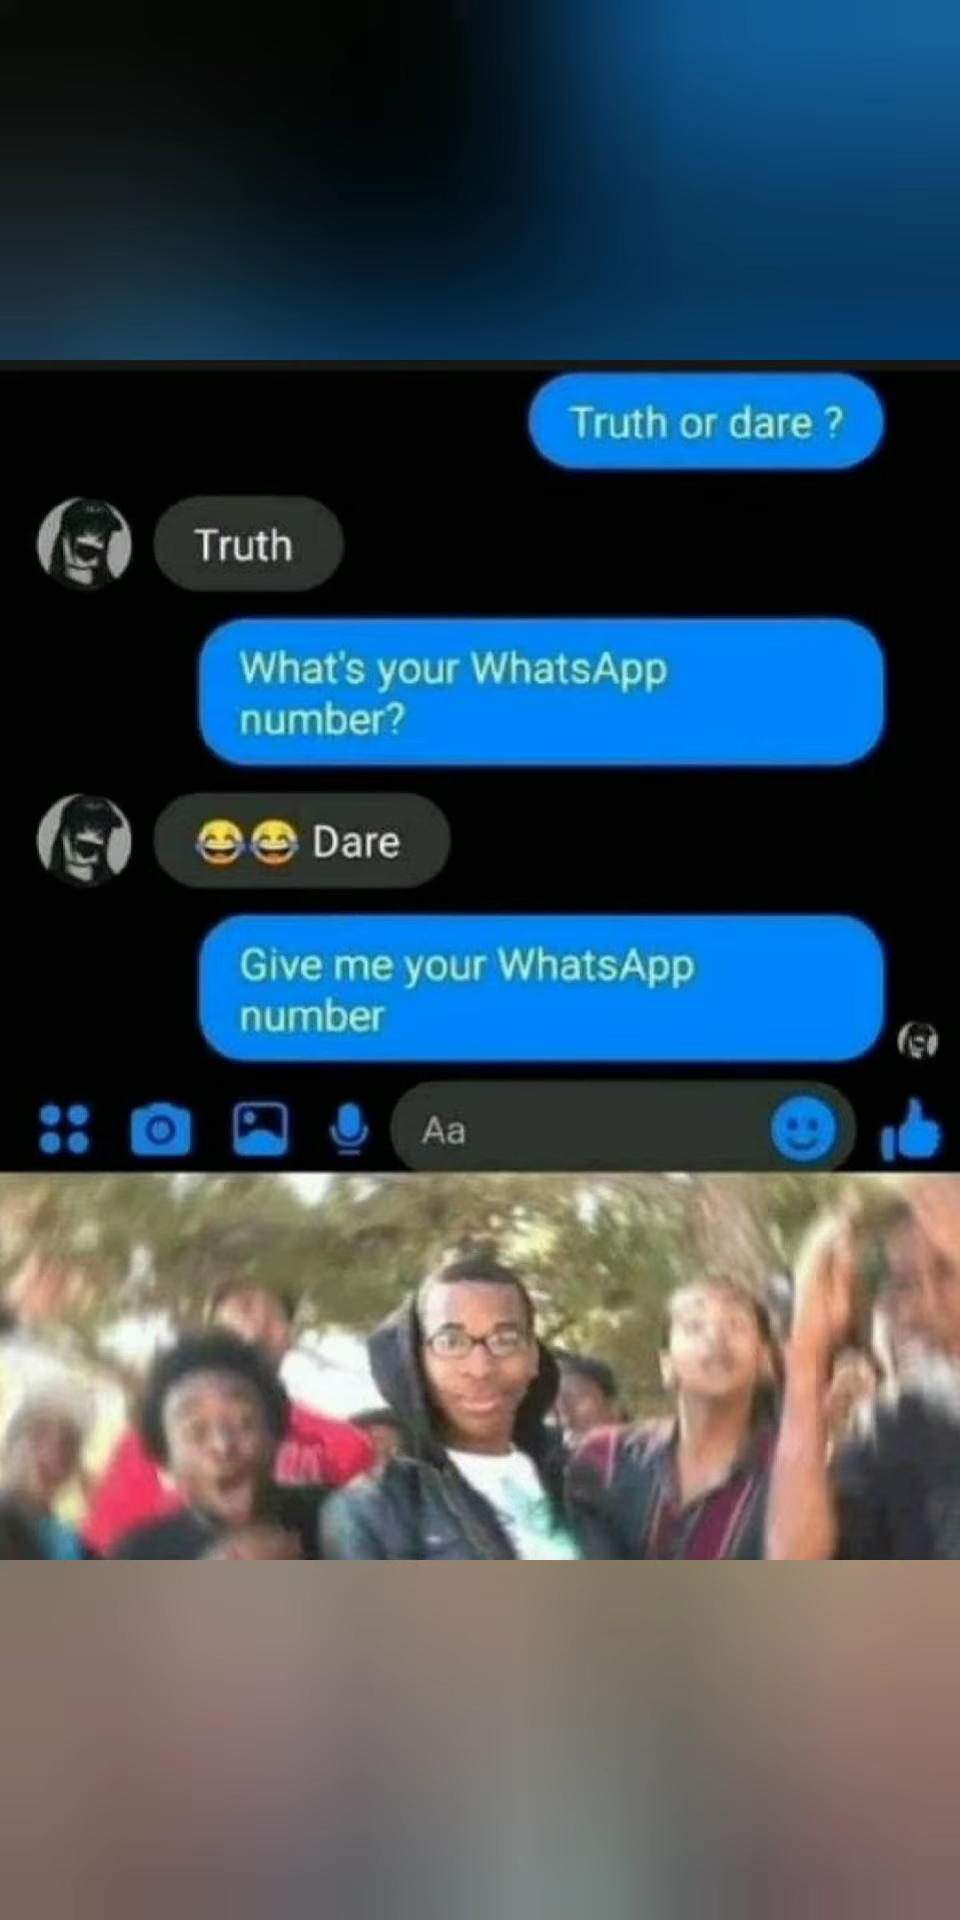 Truth or dare ?
Truth
What's your WhatsApp
number?
😂😂 Dare
Give me your WhatsApp
number
Aa